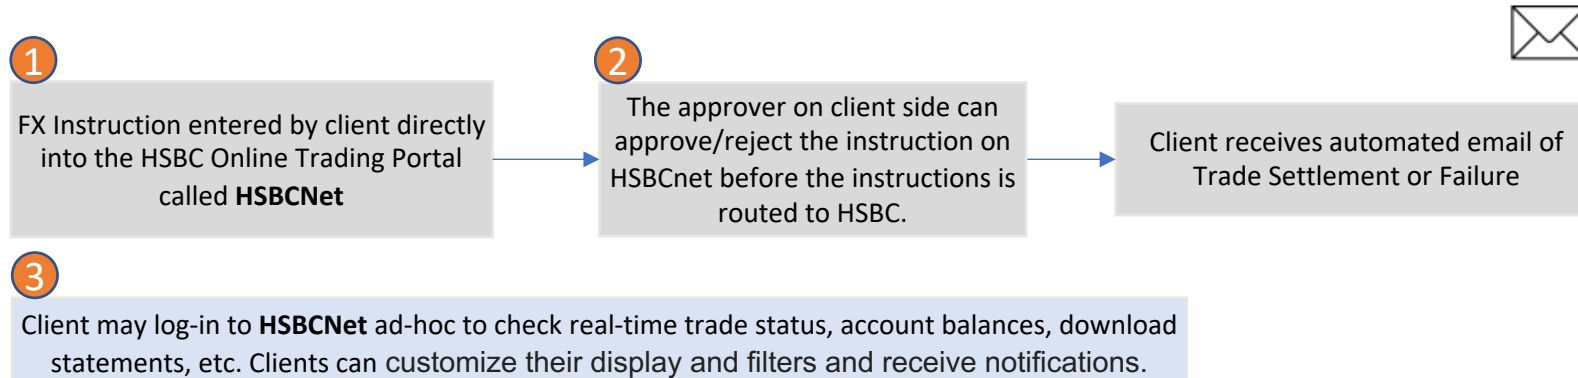 1
FX Instruction entered by client directly
into the HSBC Online Trading Portal
called HSBCNet
2
The approver on client side can
approve/reject the instruction on
HSBCnet before the instructions is
routed to HSBC.
Client receives automated email of
Trade Settlement or Failure
3
Client may log-in to HSBCNet ad-hoc to check real-time trade status, account balances, download
statements, etc. Clients can customize their display and filters and receive notifications.